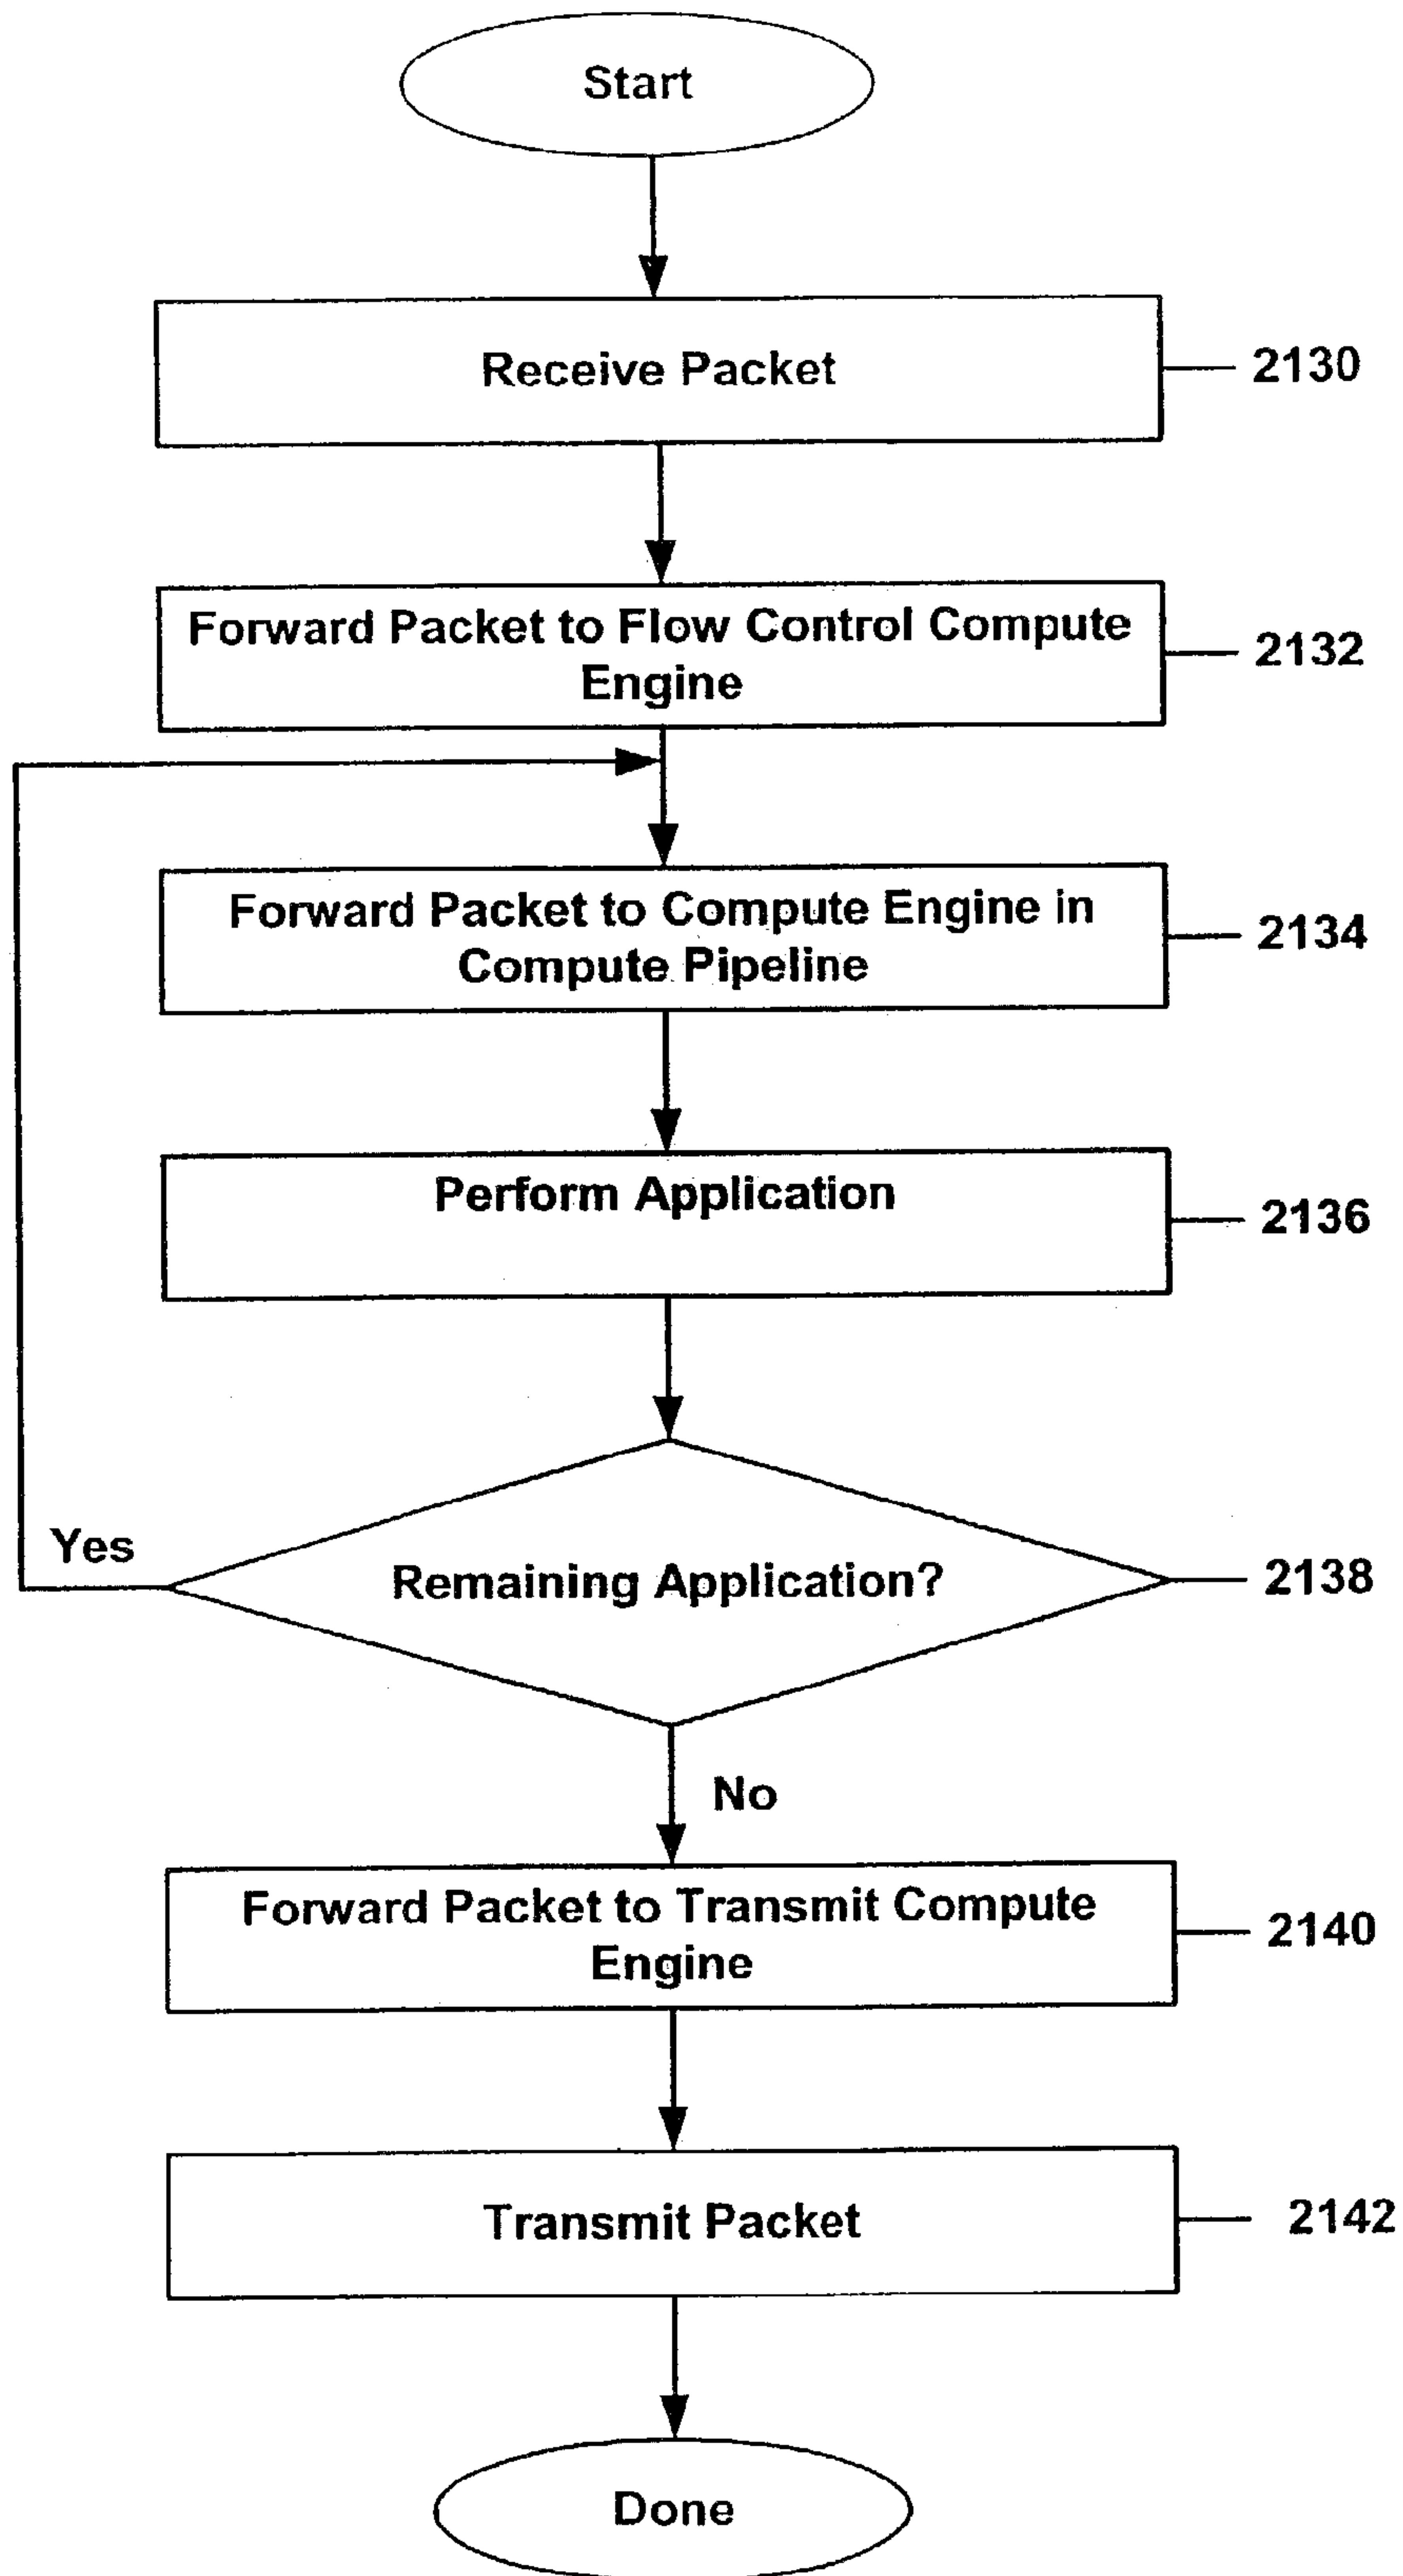 Start
Receive Packet
2130
Forward Packet to Flow Control Compute
Engine
2132
Forward Packet to Compute Engine in
Compute Pipeline
2134
Perform Application
2136
Yes
Remaining Application?
2138
No
Forward Packet to Transmit Compute
Engine
2140
Transmit Packet
2142
Done